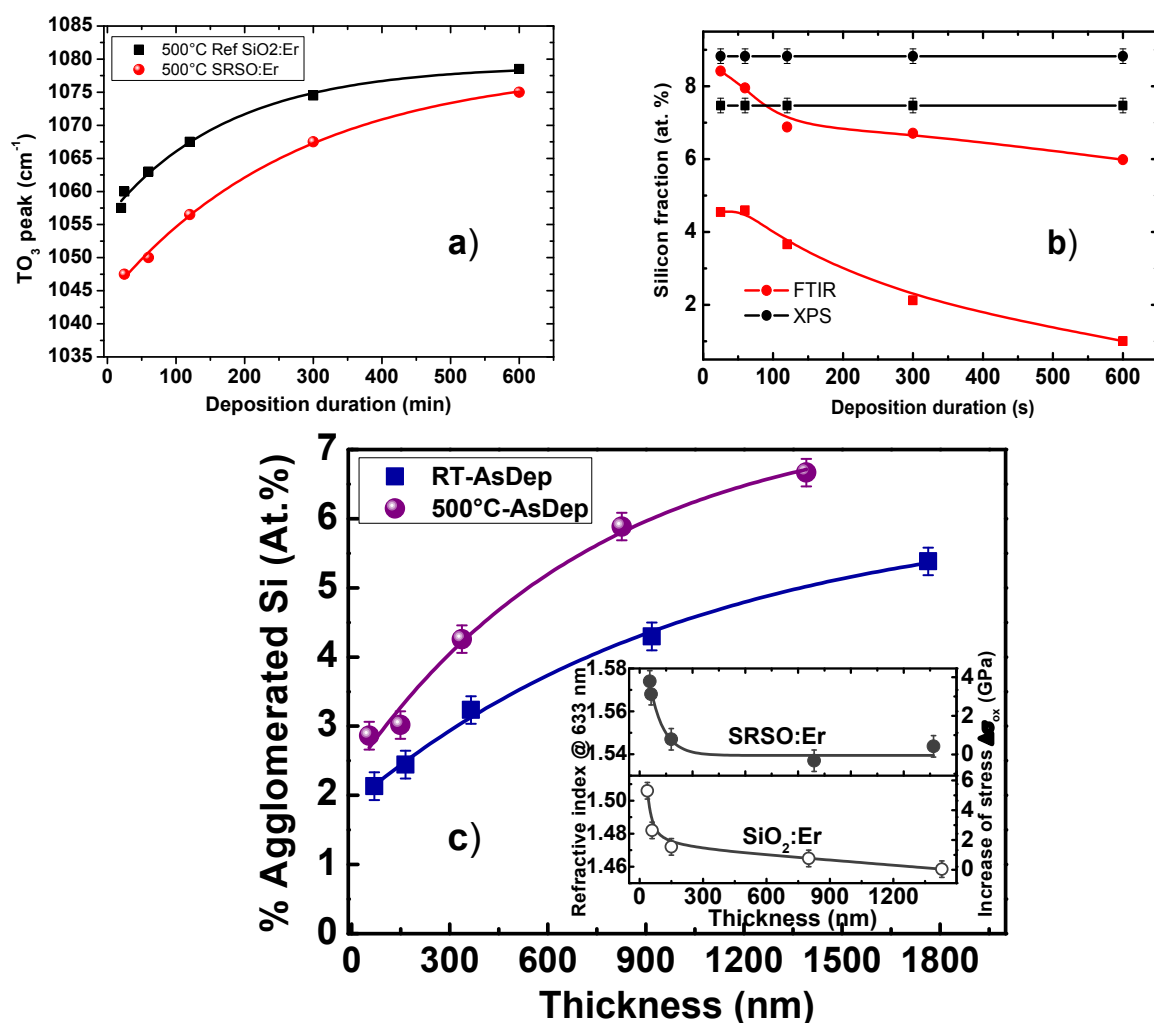 1085
1080
1075
1070
1065
1060
1055
1050
1045
1040
1035
TO3 peak (cm-1)
500°C Ref SiO2:Er
500°C SRSO:Er
a)
0 100 200 300 400 500 600
Deposition duration (min)
8
6
4
2
Silicon fraction (at. %)
b)
FTIR
XPS
0 100 200 300 400 500 600
Deposition duration (s)
7
6
5
4
3
2
1
0
% Agglomerated Si (At.%)
RT-AsDep
500°C-AsDep
c)
0 300 600 900 1200 1500 1800
Thickness (nm)
1.58
1.56
1.54
1.50
1.48
1.46
Refractive index @ 633 nm
SRSO:Er
SiO2:Er
4
2
0
6
4
2
0
Increase of stress Δσox (GPa)
0 300 600 900 1200
Thickness (nm)